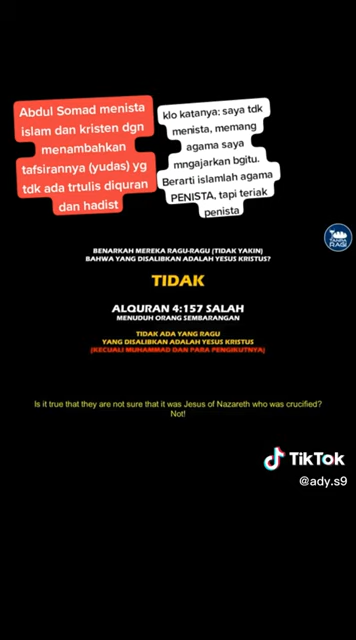 Abdul Somad menista
islam dan kristen dgn
menambahkan
tafsirannya (yudas) yg
tdk ada trtulis diquran
dan hadist
klo katanya: saya tdk
menista, memang
agama saya
mngajarkan bgitu.
Berarti islamlah agama
PENISTA, tapi teriak
penista
BENARKAH MEREKA RAGU-RAGU (TIDAK YAKIN)
BAHWA YANG DISALIBKAN ADALAH YESUS KRISTUS?
TIDAK
ALQURAN 4:157 SALAH
MENUDUH ORANG SEMBARANGAN
TIDAK ADA YANG RAGU
YANG DISALIBKAN ADALAH YESUS KRISTUS
(KECUALI MUHAMMAD DAN PARA PENGIKUTNYA)
Is it true that they are not sure that it was Jesus of Nazareth who was crucified?
Not!
TANPA
RAGI
TikTok
@ady.s9